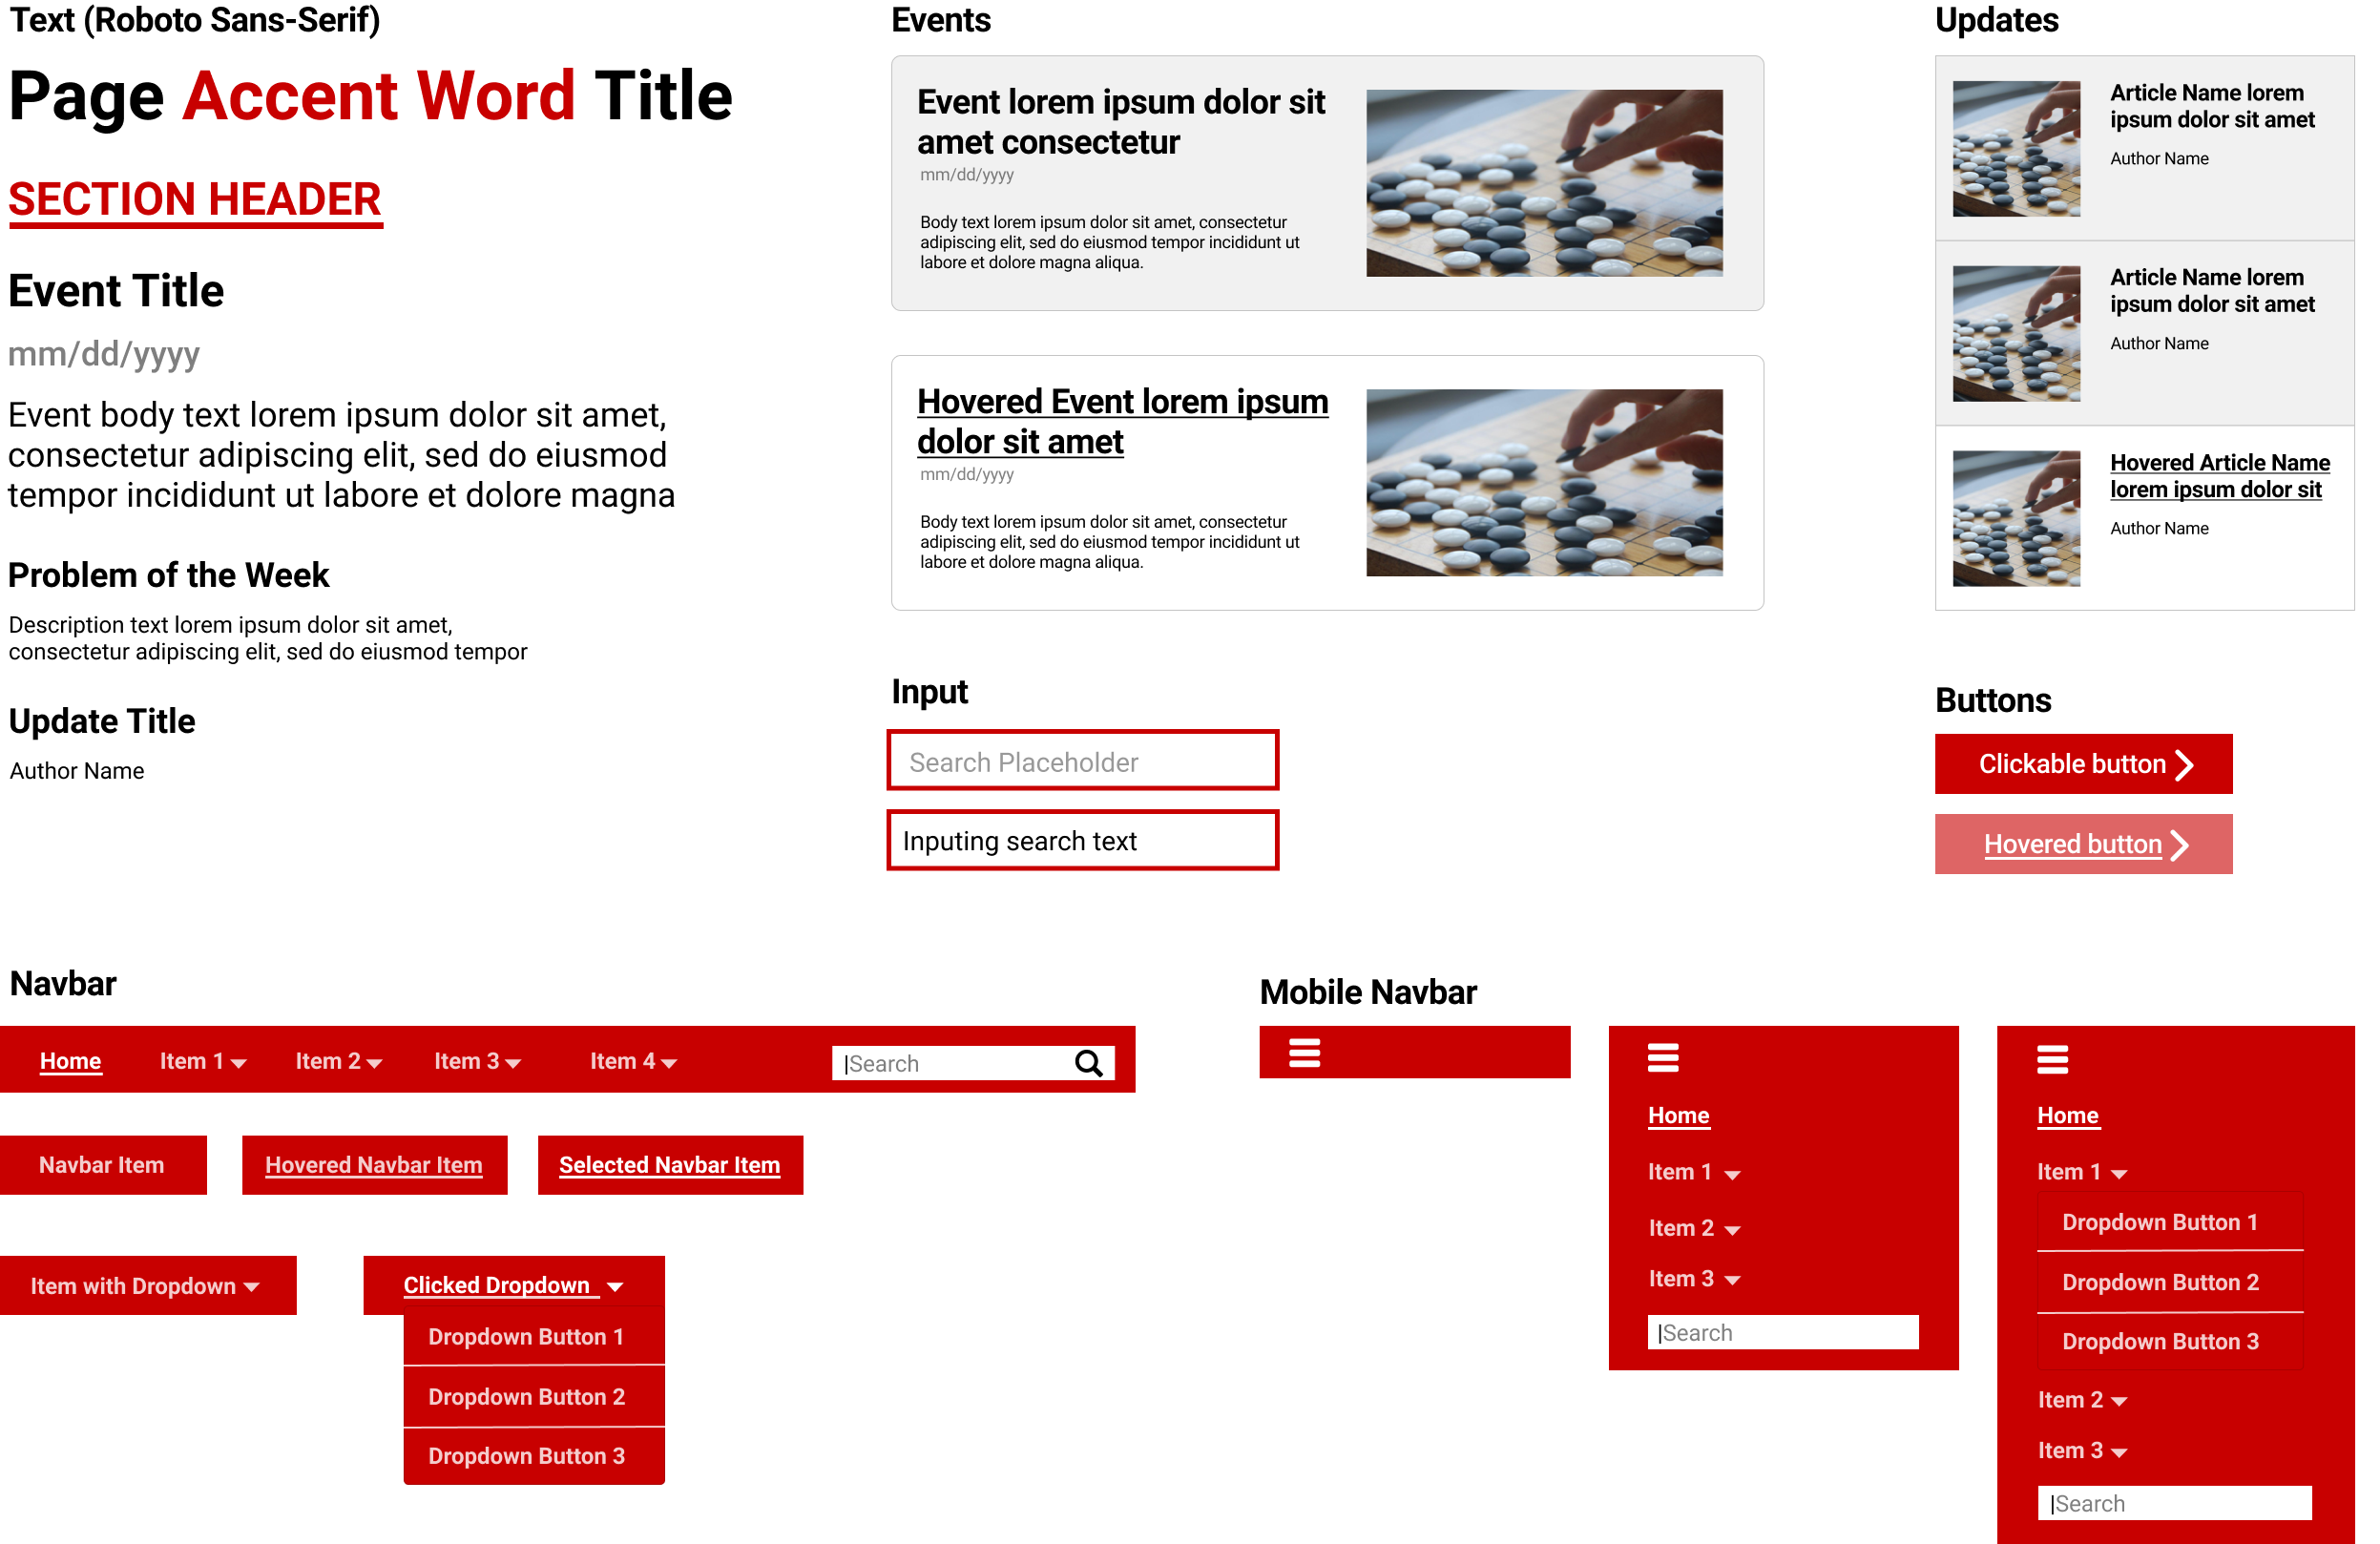 Text (Roboto Sans-Serif)
Page Accent Word Title
SECTION HEADER
Event Title
mm/dd/yyyy
Event body text lorem ipsum dolor sit amet,
consectetur adipiscing elit, sed do eiusmod
tempor incididunt ut labore et dolore magna
Problem of the Week
Description text lorem ipsum dolor sit amet,
consectetur adipiscing elit, sed do eiusmod tempor
Update Title
Author Name
Events
Event lorem ipsum dolor sit
amet consectetur
mm/dd/yyyy
Body text lorem ipsum dolor sit amet, consectetur
adipiscing elit, sed do eiusmod tempor incididunt ut
labore et dolore magna aliqua.
Hovered Event lorem ipsum
dolor sit amet
mm/dd/yyyy
Body text lorem ipsum dolor sit amet, consectetur
adipiscing elit, sed do eiusmod tempor incididunt ut
labore et dolore magna aliqua.
Updates
Article Name lorem
ipsum dolor sit amet
Author Name
Article Name lorem
ipsum dolor sit amet
Author Name
Hovered Article Name
lorem ipsum dolor sit
Author Name
Input
Search Placeholder
Inputing search text
Buttons
Clickable button
Hovered button
Navbar
Home Item 1 Item 2 Item 3 Item 4 Search
Navbar Item Hovered Navbar Item Selected Navbar Item
Item with Dropdown Clicked Dropdown
Dropdown Button 1
Dropdown Button 2
Dropdown Button 3
Mobile Navbar
Home
Item 1
Item 2
Item 3
Search
Home
Item 1
Dropdown Button 1
Dropdown Button 2
Dropdown Button 3
Item 2
Item 3
Search